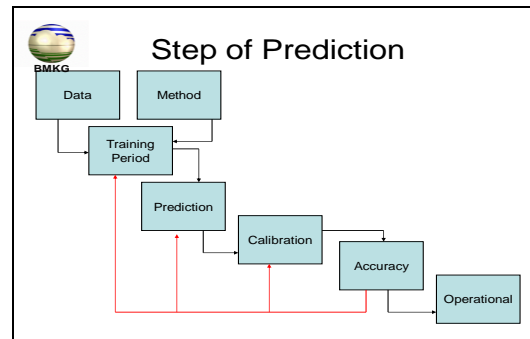 Step of Prediction
BMKG
Data
Method
Training
Period
Prediction
Calibration
Accuracy
Operational